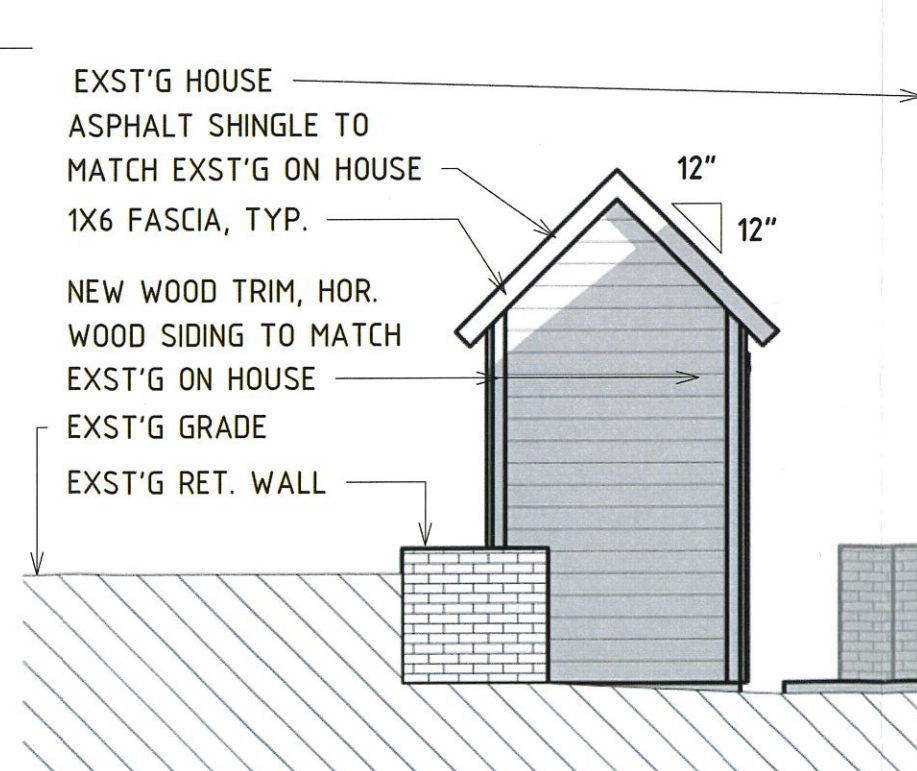 EXST'G HOUSE
ASPHALT SHINGLE TO
MATCH EXST'G ON HOUSE
1X6 FASCIA, TYP.
NEW WOOD TRIM, HOR.
WOOD SIDING TO MATCH
EXST'G ON HOUSE
EXST'G GRADE
EXST'G RET. WALL
12"
12"